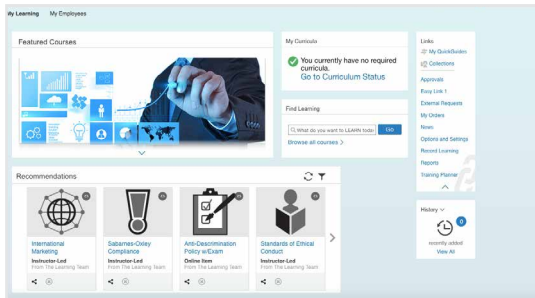 My Learning My Employees
Featured Courses
My Curricula
You currently have no required
curricula.
Go to Curriculum Status
Find Learning
What do you want to LEARN today
Go
Browse all courses >
Links
My QuickGuides
Collections
Approvals
Easy Link 1
External Requests
My Orders
News
Options and Settings
Record Learning
Reports
Training Planner
History
0
recently added
View All
Recommendations
International
Marketing
Instructor-Led
From The Learning Team
Sabarnes-Oxley
Compliance
Instructor-Led
From The Learning Team
Anti-Descrimination
Policy w/Exam
Online Item
From The Learning Team
Standards of Ethical
Conduct
Instructor-Led
From The Learning Team